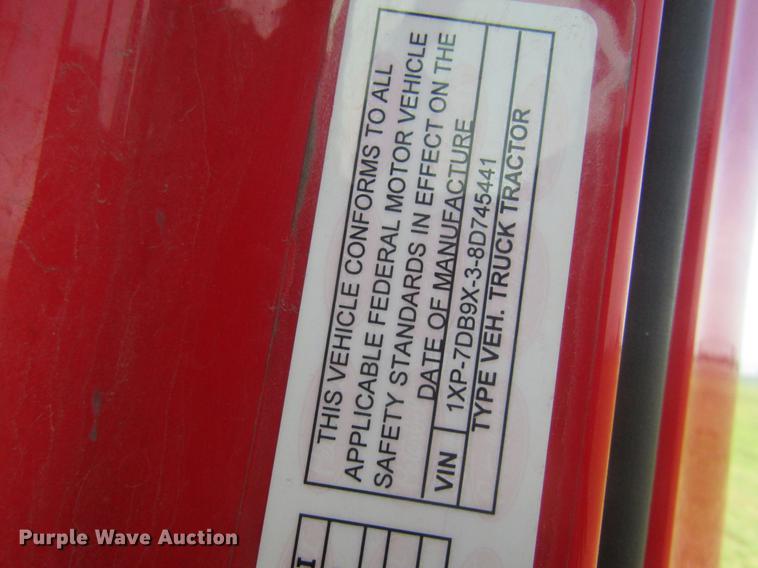 THIS VEHICLE CONFORMS TO ALL
APPLICABLE FEDERAL MOTOR VEHICLE
SAFETY STANDARDS IN EFFECT ON THE
DATE OF MANUFACTURE
VIN 1XP-7DB9X-3-8D745441
TYPE VEH. TRUCK TRACTOR
Purple Wave Auction